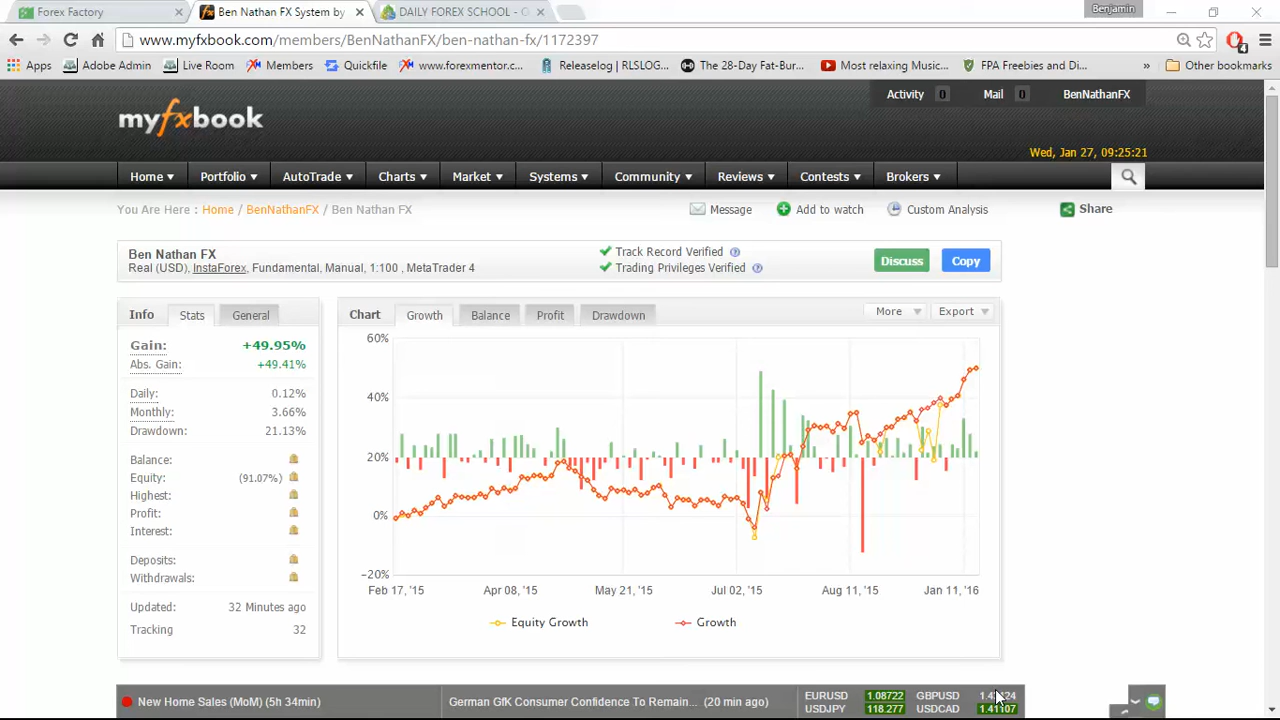 Forex Factory
Ben Nathan FX System by
DAILY FOREX SCHOOL - C
Benjamin
www.myfxbook.com/members/BenNathanFX/ben-nathan-fx/1172397
Apps
Adobe Admin
Live Room
Members
Quickfile
www.forexmentor.c...
Releaselog | RLSLOG...
The 28-Day Fat-Bur...
Most relaxing Music...
FPA Freebies and Di...
»
Other bookmarks
myfxbook
Activity 0 Mail 0 BenNathanFX
Wed, Jan 27, 09:25:21
Home Portfolio AutoTrade Charts Market Systems Community Reviews Contests Brokers
You Are Here : Home / BenNathanFX / Ben Nathan FX
Message Add to watch Custom Analysis Share
Ben Nathan FX
Real (USD), InstaForex, Fundamental, Manual, 1:100 , MetaTrader 4
Track Record Verified ?
Trading Privileges Verified ?
Discuss Copy
Info Stats General
Gain: +49.95%
Abs. Gain: +49.41%
Daily: 0.12%
Monthly: 3.66%
Drawdown: 21.13%
Balance:
Equity: (91.07%)
Highest:
Profit:
Interest:
Deposits:
Withdrawals:
Updated: 32 Minutes ago
Tracking 32
Chart Growth Balance Profit Drawdown More Export
60%
40%
20%
0%
-20%
Feb 17, '15 Apr 08, '15 May 21, '15 Jul 02, '15 Aug 11, '15 Jan 11, '16
Equity Growth Growth
New Home Sales (MoM) (5h 34min)
German GfK Consumer Confidence To Remain... (20 min ago)
EURUSD 1.08722 GBPUSD
USDJPY 118.277 USDCAD 1.41107